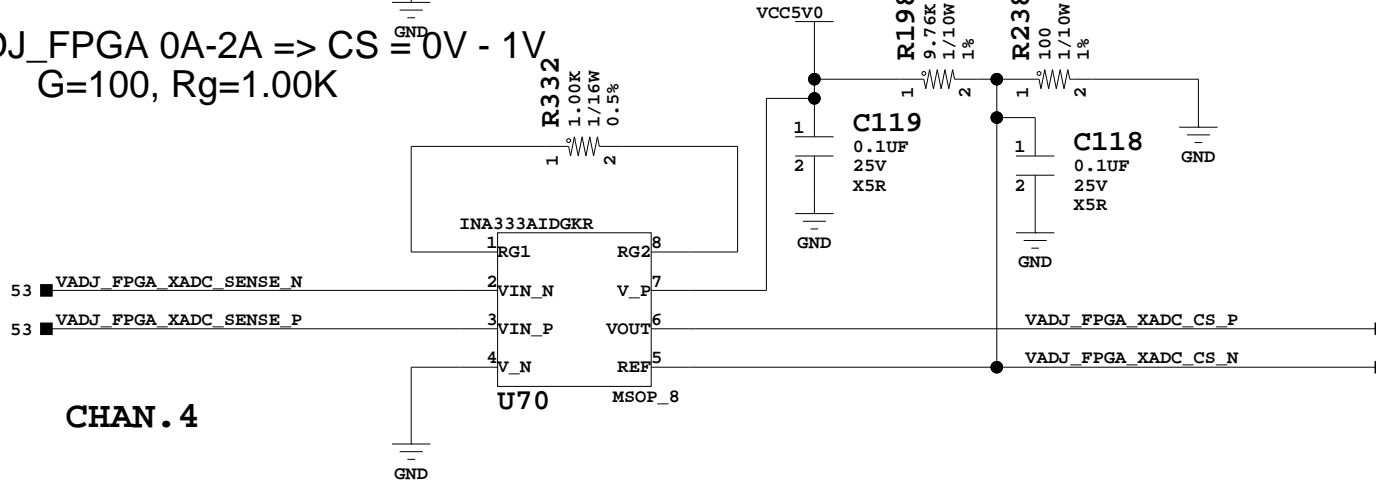 GND
DJ_FPGA 0A-2A => CS = 0V - 1V
G=100, Rg=1.00K
VCC5V0
R198
9.76K
1/10W
1%
1
2
R238
100
1/10W
1%
1
2
R332
1.00K
1/16W
0.5%
1
2
1
2
C119
0.1UF
25V
X5R
GND
1
2
C118
0.1UF
25V
X5R
GND
GND
INA333AIDGKR
1
RG1
RG2
8
53
VADJ_FPGA_XADC_SENSE_N
2
VIN_N
V_P
7
53
VADJ_FPGA_XADC_SENSE_P
3
VIN_P
VOUT
6
VADJ_FPGA_XADC_CS_P
4
V_N
REF
5
VADJ_FPGA_XADC_CS_N
U70
MSOP_8
CHAN.4
GND